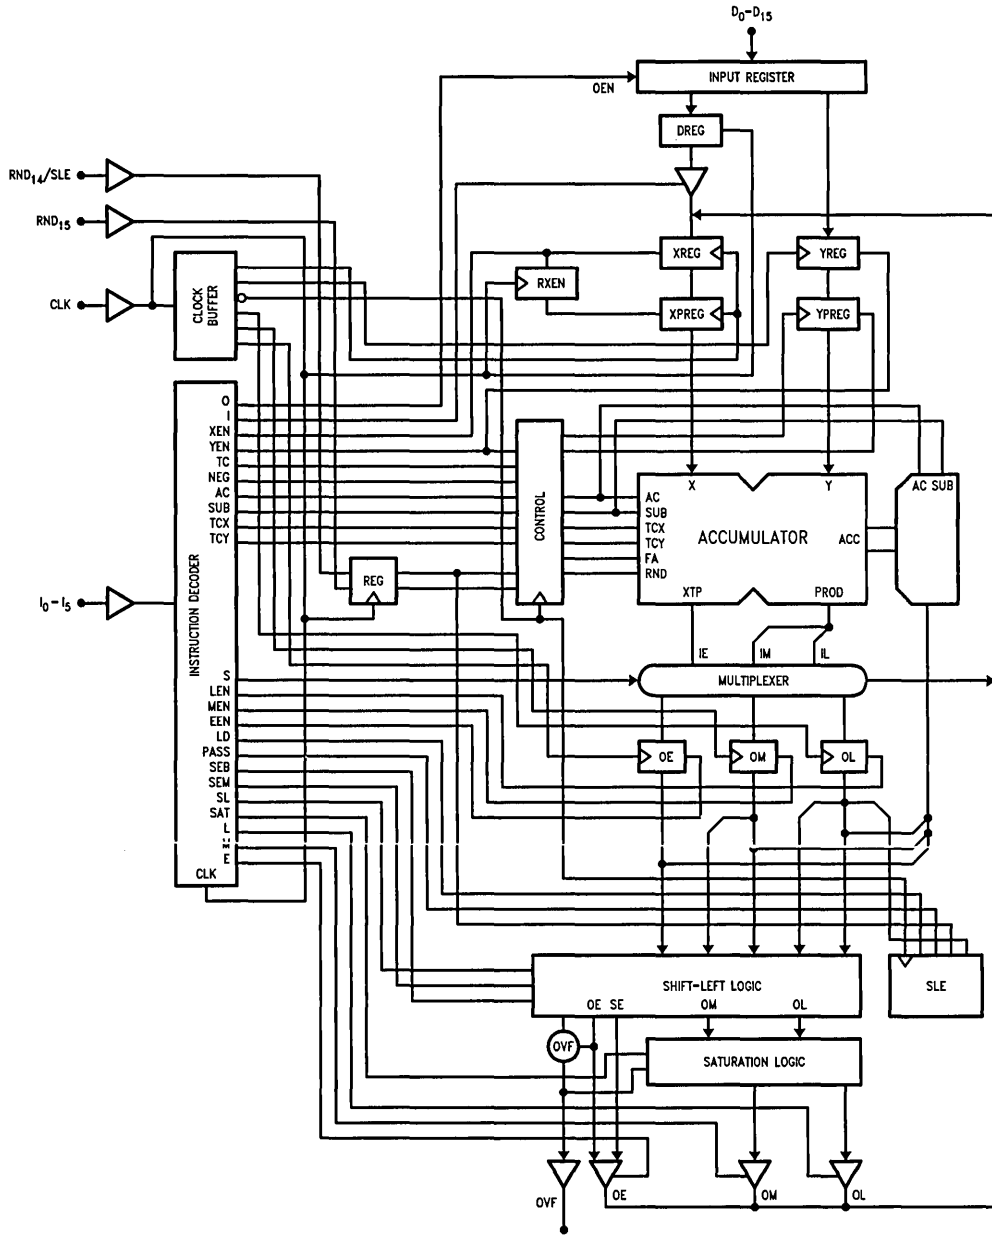 D0–D15
INPUT REGISTER
OEN
DREG
RND14/SLE
RND15
XREG
YREG
RXEN
CLK
CLOCK BUFFER
XPREG
YPREG
O
I
XEN
YEN
TC
NEG
AC
SUB
TCX
TCY
INSTRUCTION DECODER
CONTROL
X
Y
AC SUB
AC
SUB
TCX
TCY
FA
RND
ACCUMULATOR
ACC
XTP
PROD
REG
I0–I5
IE
IM
IL
MULTIPLEXER
S
LEN
MEN
EEN
LD
PASS
SEB
SEM
SL
SAT
L
M
E
CLK
OE
OM
OL
SHIFT-LEFT LOGIC
OE SE
OM
OL
SLE
OVF
SATURATION LOGIC
OVF
OE
OM
OL